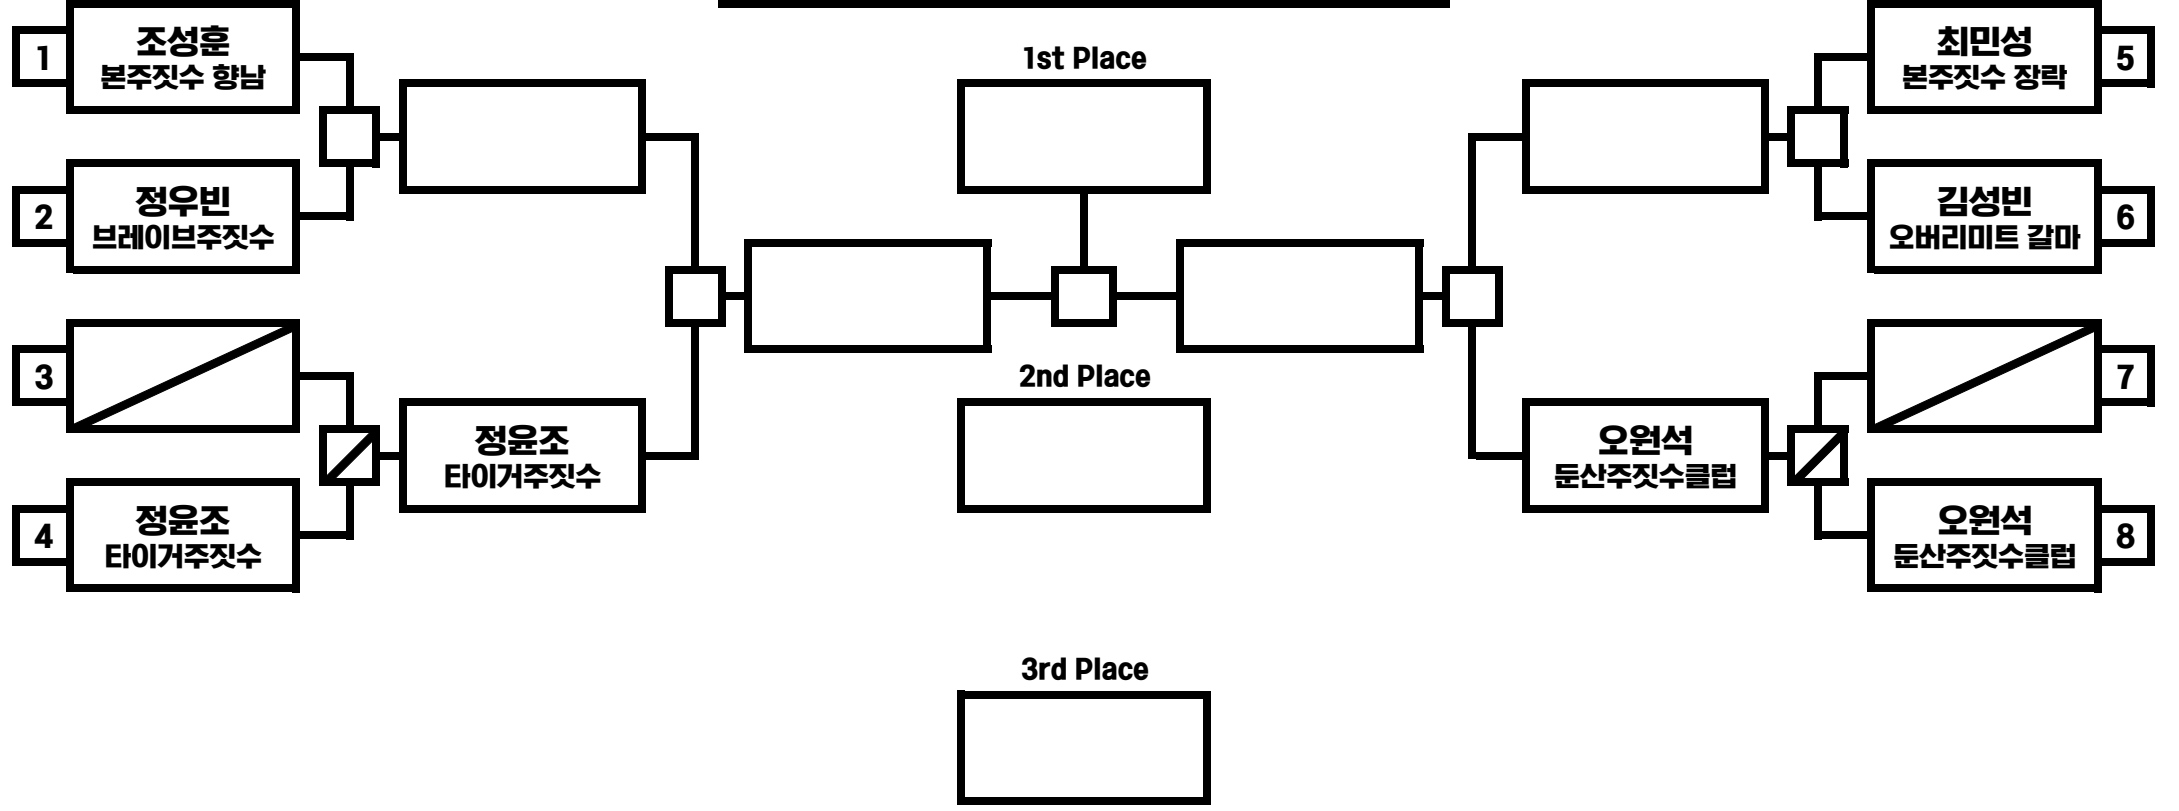 1
조성훈
본주짓수 향남
2
정우빈
브레이브주짓수
3
4
정윤조
타이거주짓수
정윤조
타이거주짓수
1st Place
2nd Place
3rd Place
오원석
둔산주짓수클럽
최민성
본주짓수 장락
5
김성빈
오버리미트 갈마
6
7
오원석
둔산주짓수클럽
8